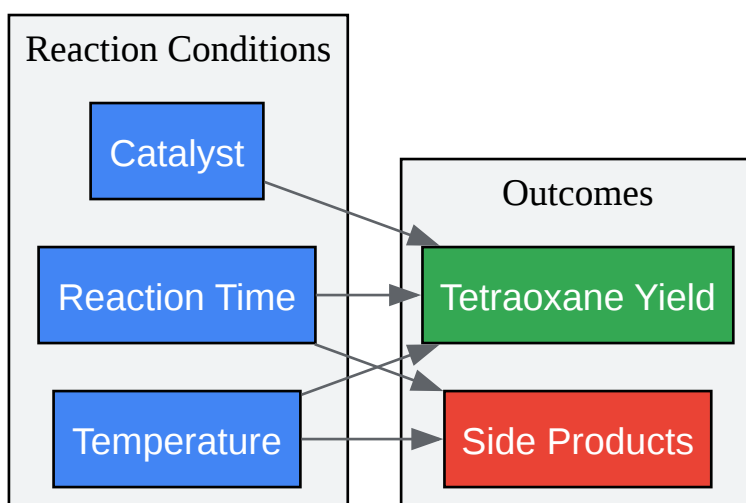 Reaction Conditions
Catalyst
Reaction Time
Temperature
Outcomes
Tetraoxane Yield
Side Products